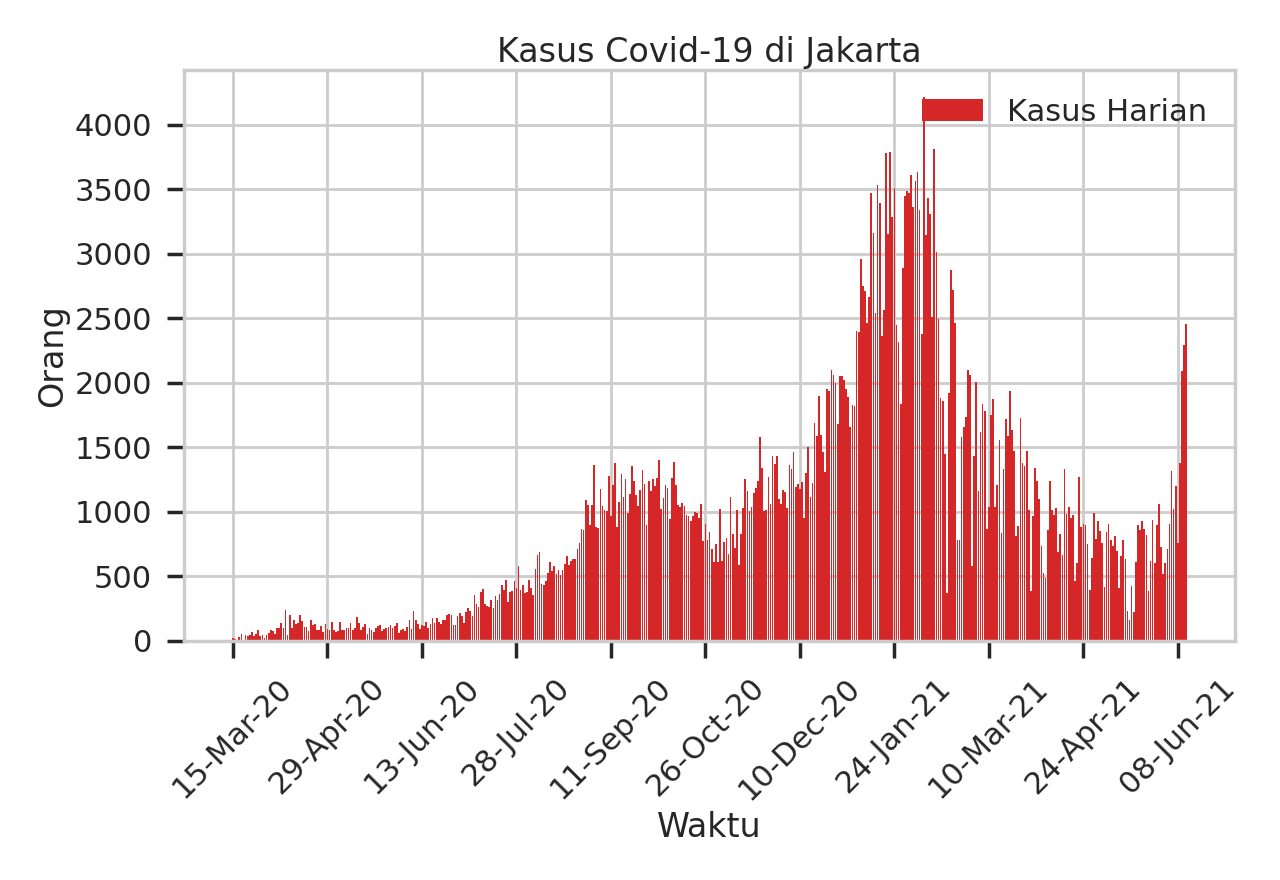 Kasus Covid-19 di Jakarta
Kasus Harian
Orang
4000
3500
3000
2500
2000
1500
1000
500
0
15-Mar-20
29-Apr-20
13-Jun-20
28-Jul-20
11-Sep-20
26-Oct-20
10-Dec-20
24-Jan-21
10-Mar-21
24-Apr-21
08-Jun-21
Waktu